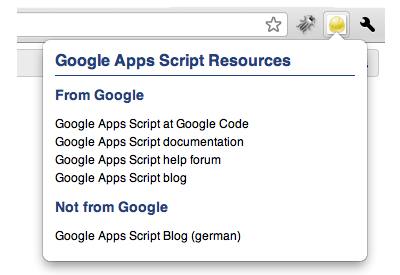 Google Apps Script Resources
From Google
Google Apps Script at Google Code
Google Apps Script documentation
Google Apps Script help forum
Google Apps Script blog
Not from Google
Google Apps Script Blog (german)